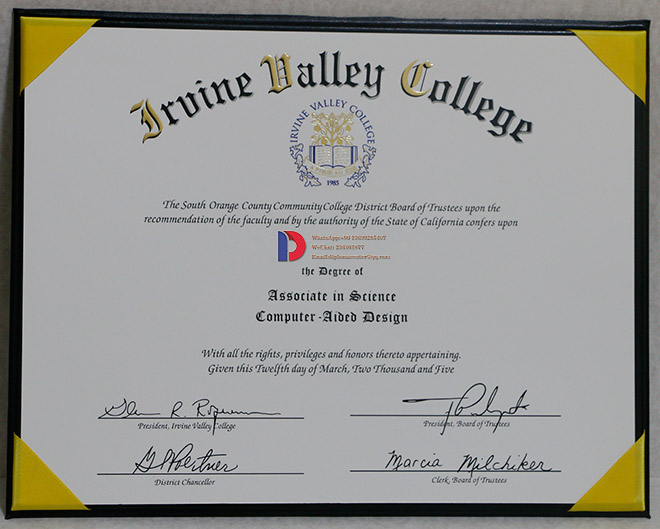 Irvine Valley College
IRVINE VALLEY COLLEGE
1985
The South Orange County Community College District Board of Trustees upon the
recommendation of the faculty and by the authority of the State of California confers upon
the Degree of
Associate in Science
Computer-Aided Design
With all the rights, privileges and honors thereto appertaining.
Given this Twelfth day of March, Two Thousand and Five
President, Irvine Valley College
President, Board of Trustees
Marcia Milchiker
District Chancellor
Clerk, Board of Trustees